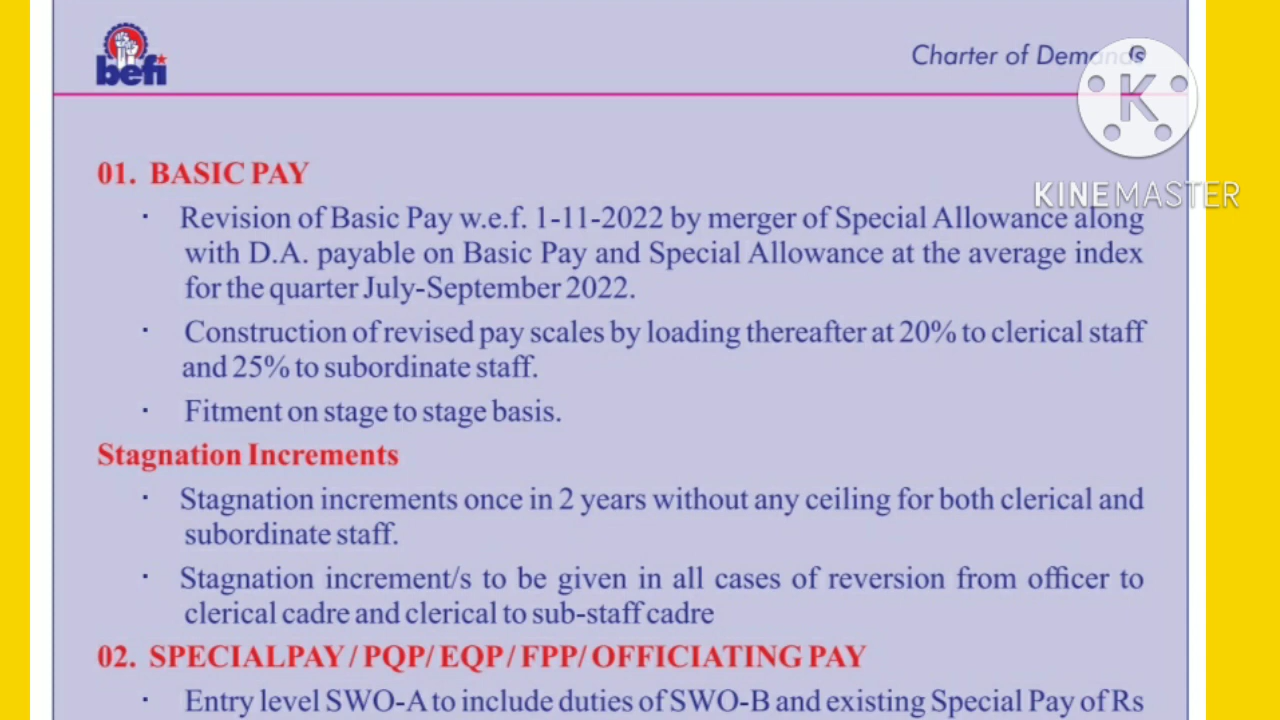 befi
Charter of Demands
KINEMASTER
01. BASIC PAY
· Revision of Basic Pay w.e.f. 1-11-2022 by merger of Special Allowance along
with D.A. payable on Basic Pay and Special Allowance at the average index
for the quarter July-September 2022.
· Construction of revised pay scales by loading thereafter at 20% to clerical staff
and 25% to subordinate staff.
· Fitment on stage to stage basis.
Stagnation Increments
· Stagnation increments once in 2 years without any ceiling for both clerical and
subordinate staff.
· Stagnation increment/s to be given in all cases of reversion from officer to
clerical cadre and clerical to sub-staff cadre
02. SPECIAL PAY / PQP/ EQP / FPP/ OFFICIATING PAY
· Entry level SWO-A to include duties of SWO-B and existing Special Pay of Rs